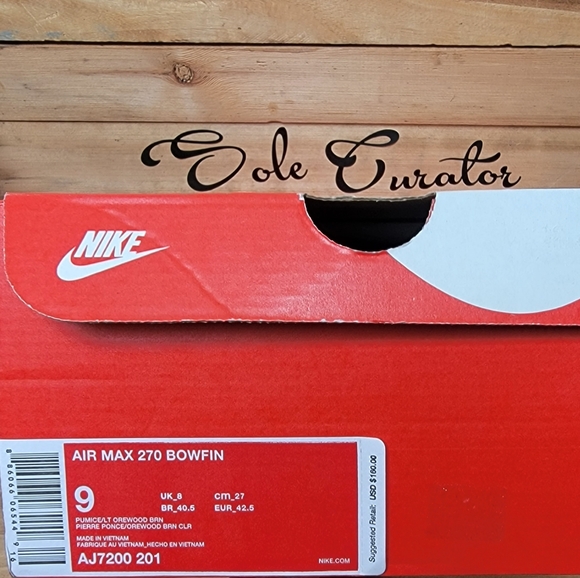 Sole Curator
NIKE
AIR MAX 270 BOWFIN
9
UK_8 cm_27
BR_40.5 EUR_42.5
PUMICE/LT OREWOOD BRN
PIERRE PONCE/OREWOOD BRN CLR
MADE IN VIETNAM
FABRIQUE AU VIETNAM_HECHO EN VIETNAM
AJ7200 201
NIKE.COM
Suggested Retail: USD $160.00